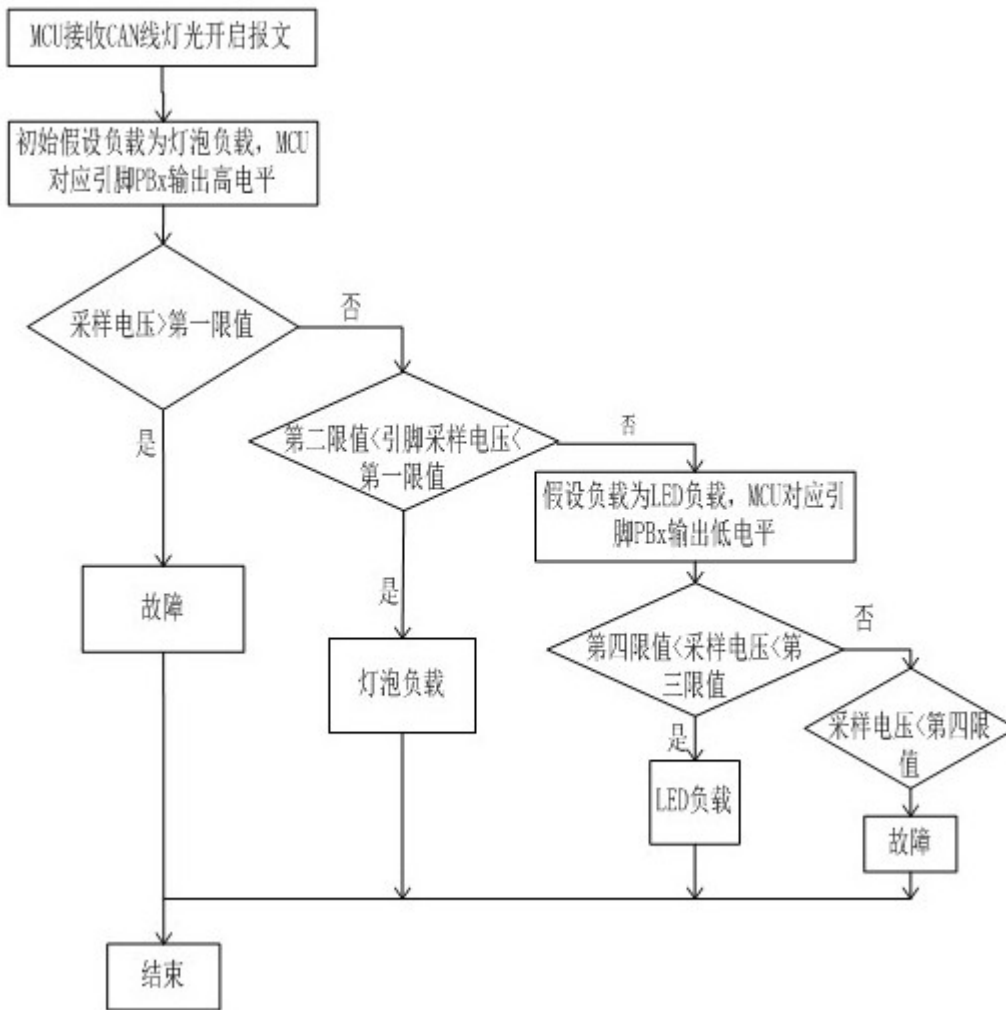 MCU接收CAN线灯光开启报文
初始假设负载为灯泡负载，MCU
对应引脚PBx输出高电平
采样电压>第一限值
否
是
第二限值<引脚采样电压<
第一限值
否
假设负载为LED负载，MCU对应引
脚PBx输出低电平
故障
是
第四限值<采样电压<第
三限值
否
灯泡负载
采样电压<第四限
值
是
LED负载
故障
结束